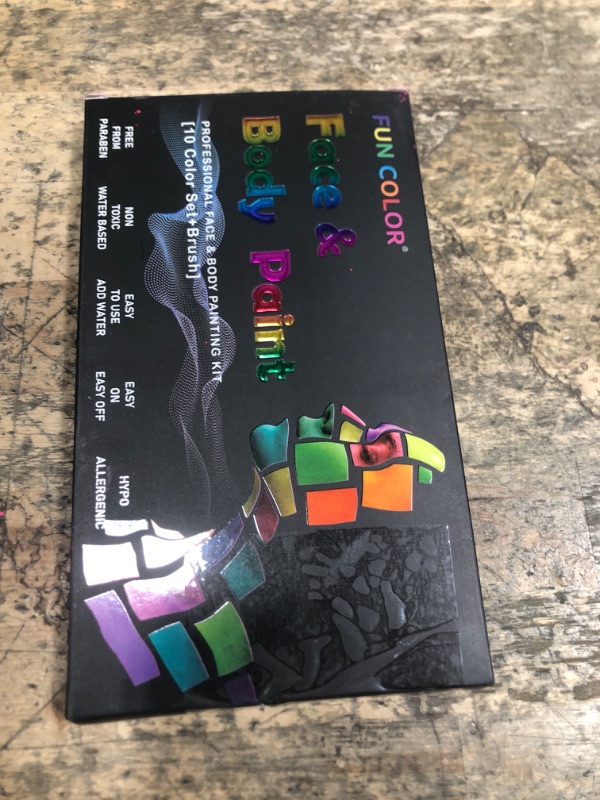 FUN COLOR®
Face &
Body Paint
PROFESSIONAL FACE & BODY PAINTING KIT
[10 Color Set+Brush]
FREE
FROM
PARABEN
NON
TOXIC
WATER BASED
EASY
TO USE
ADD WATER
EASY
ON
EASY OFF
HYPO
ALLERGENIC